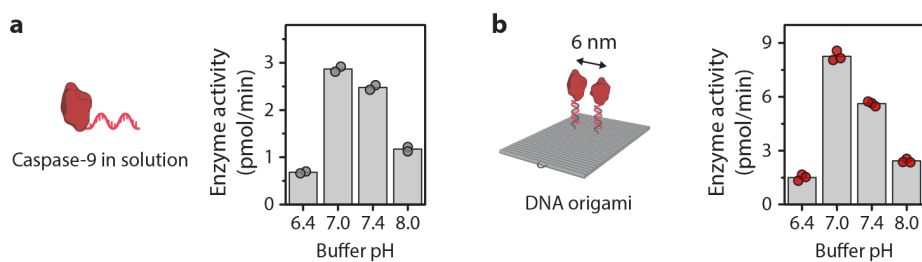 a
Caspase-9 in solution
Enzyme activity
(pmol/min)
3
2
1
0
6.4 7.0 7.4 8.0
Buffer pH
b
6 nm
DNA origami
Enzyme activity
(pmol/min)
9
6
3
0
6.4 7.0 7.4 8.0
Buffer pH